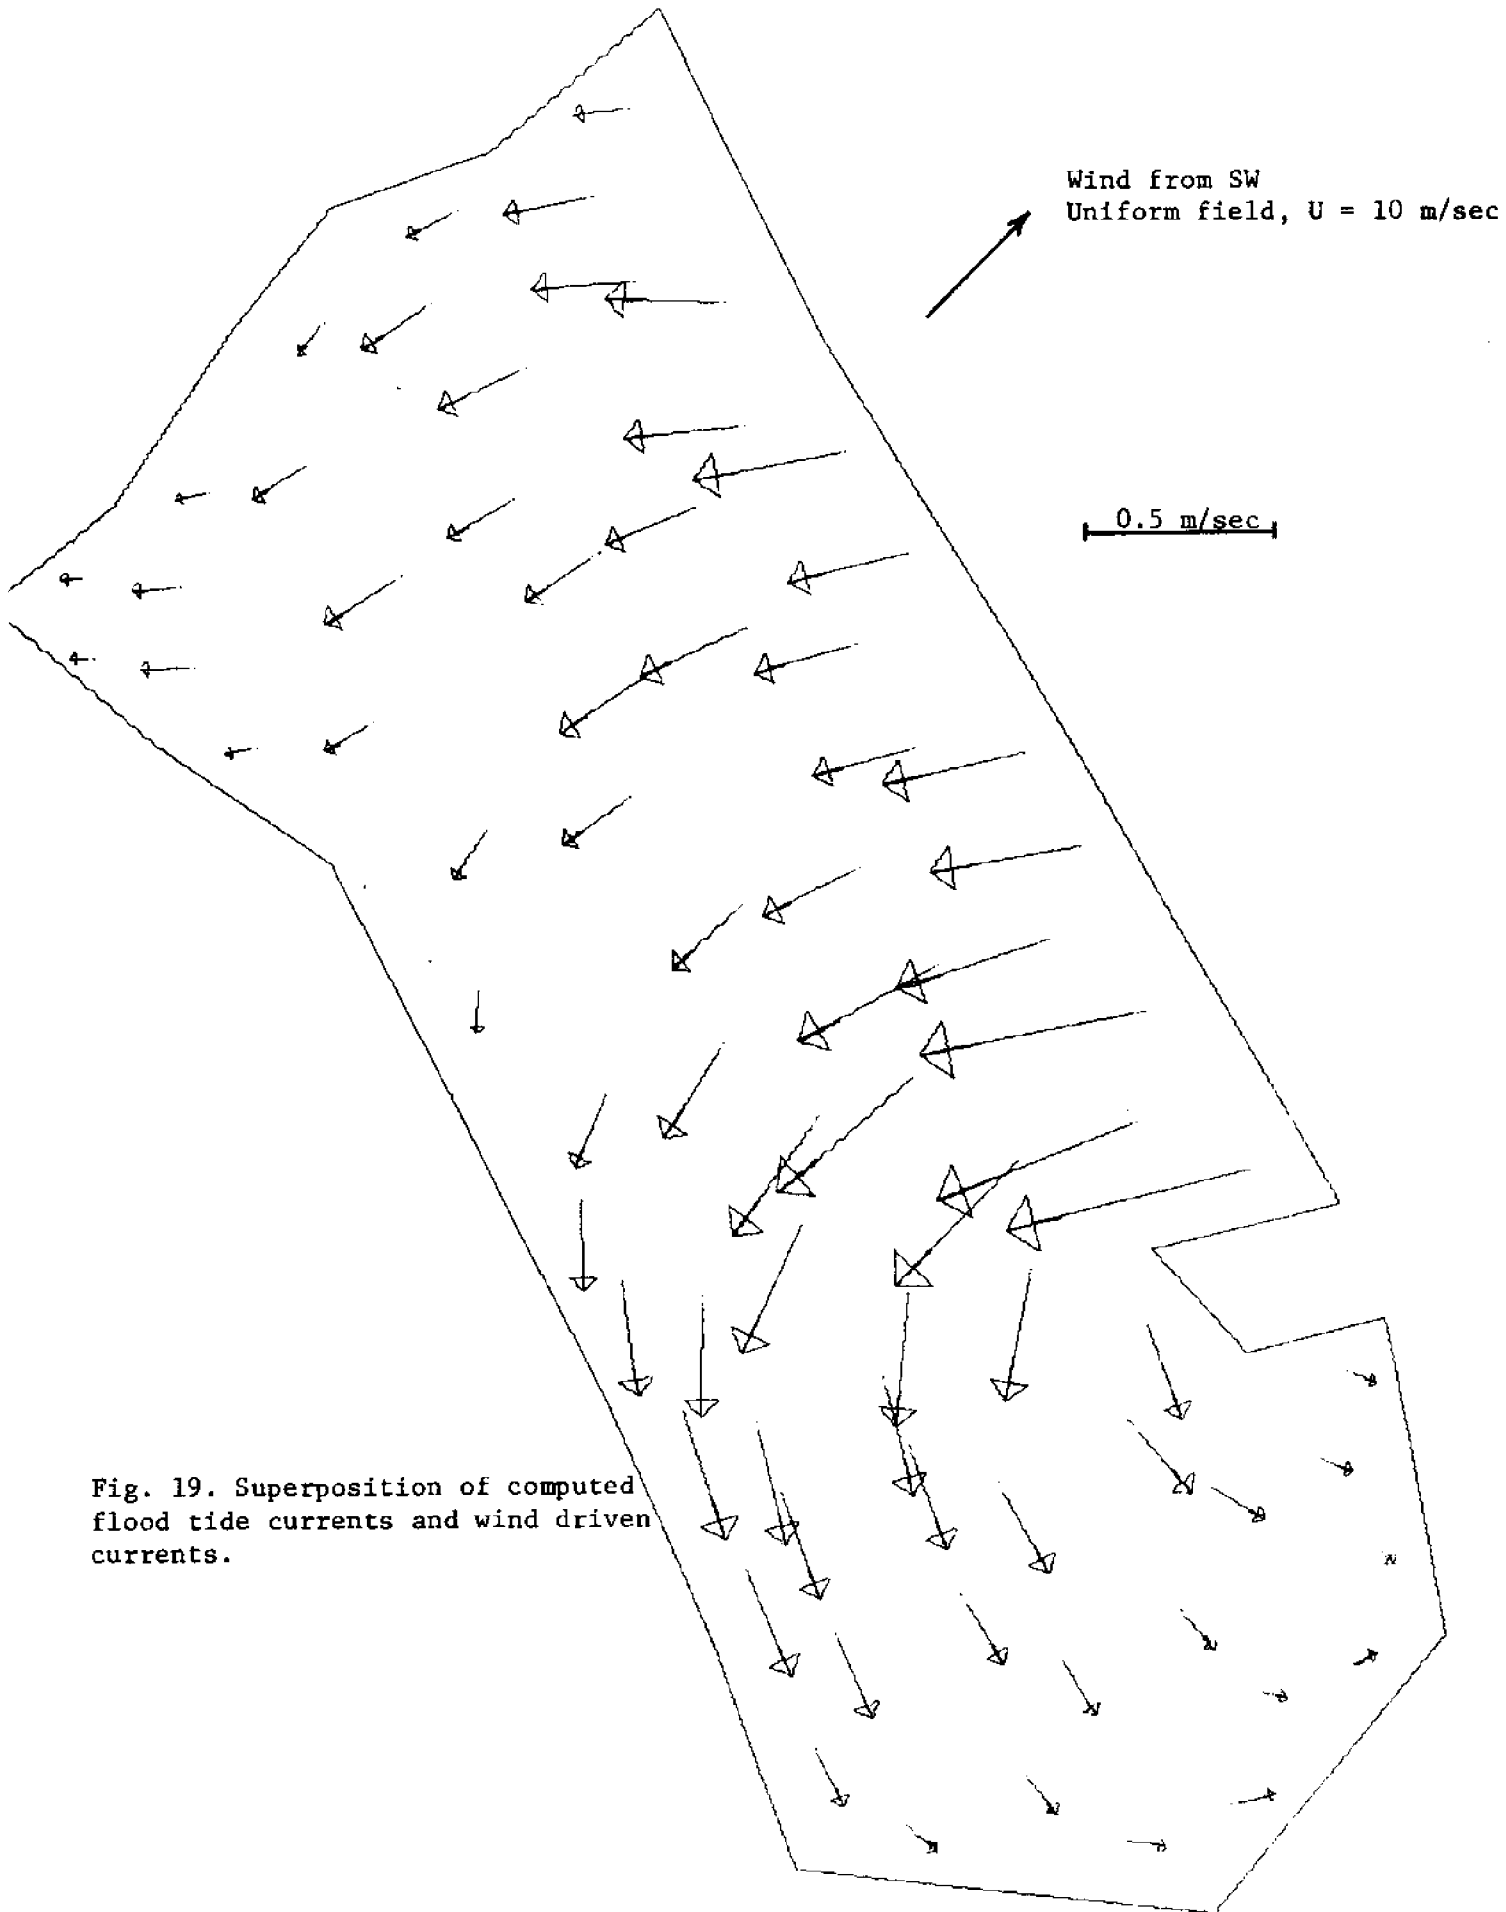 Wind from SW
Uniform field, U = 10 m/sec
0.5 m/sec
Fig. 19. Superposition of computed
flood tide currents and wind driven
currents.